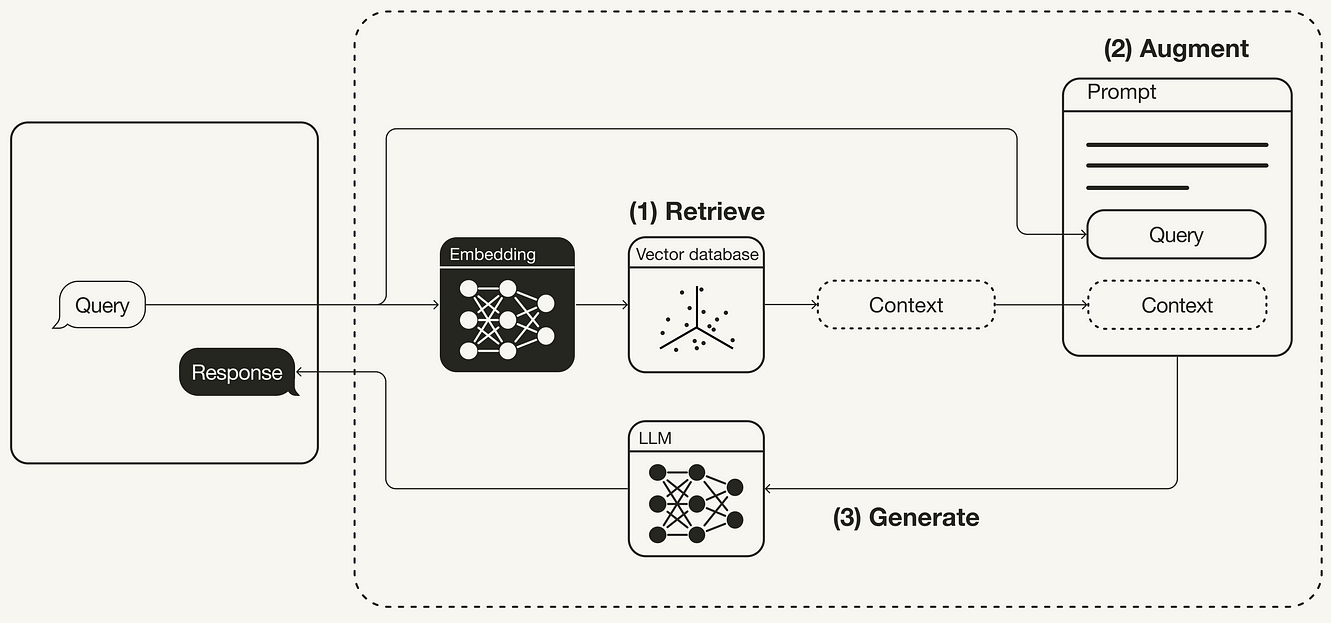 (2) Augment
Prompt
(1) Retrieve
Query
Embedding
Vector database
Query
Context
Context
Response
LLM
(3) Generate